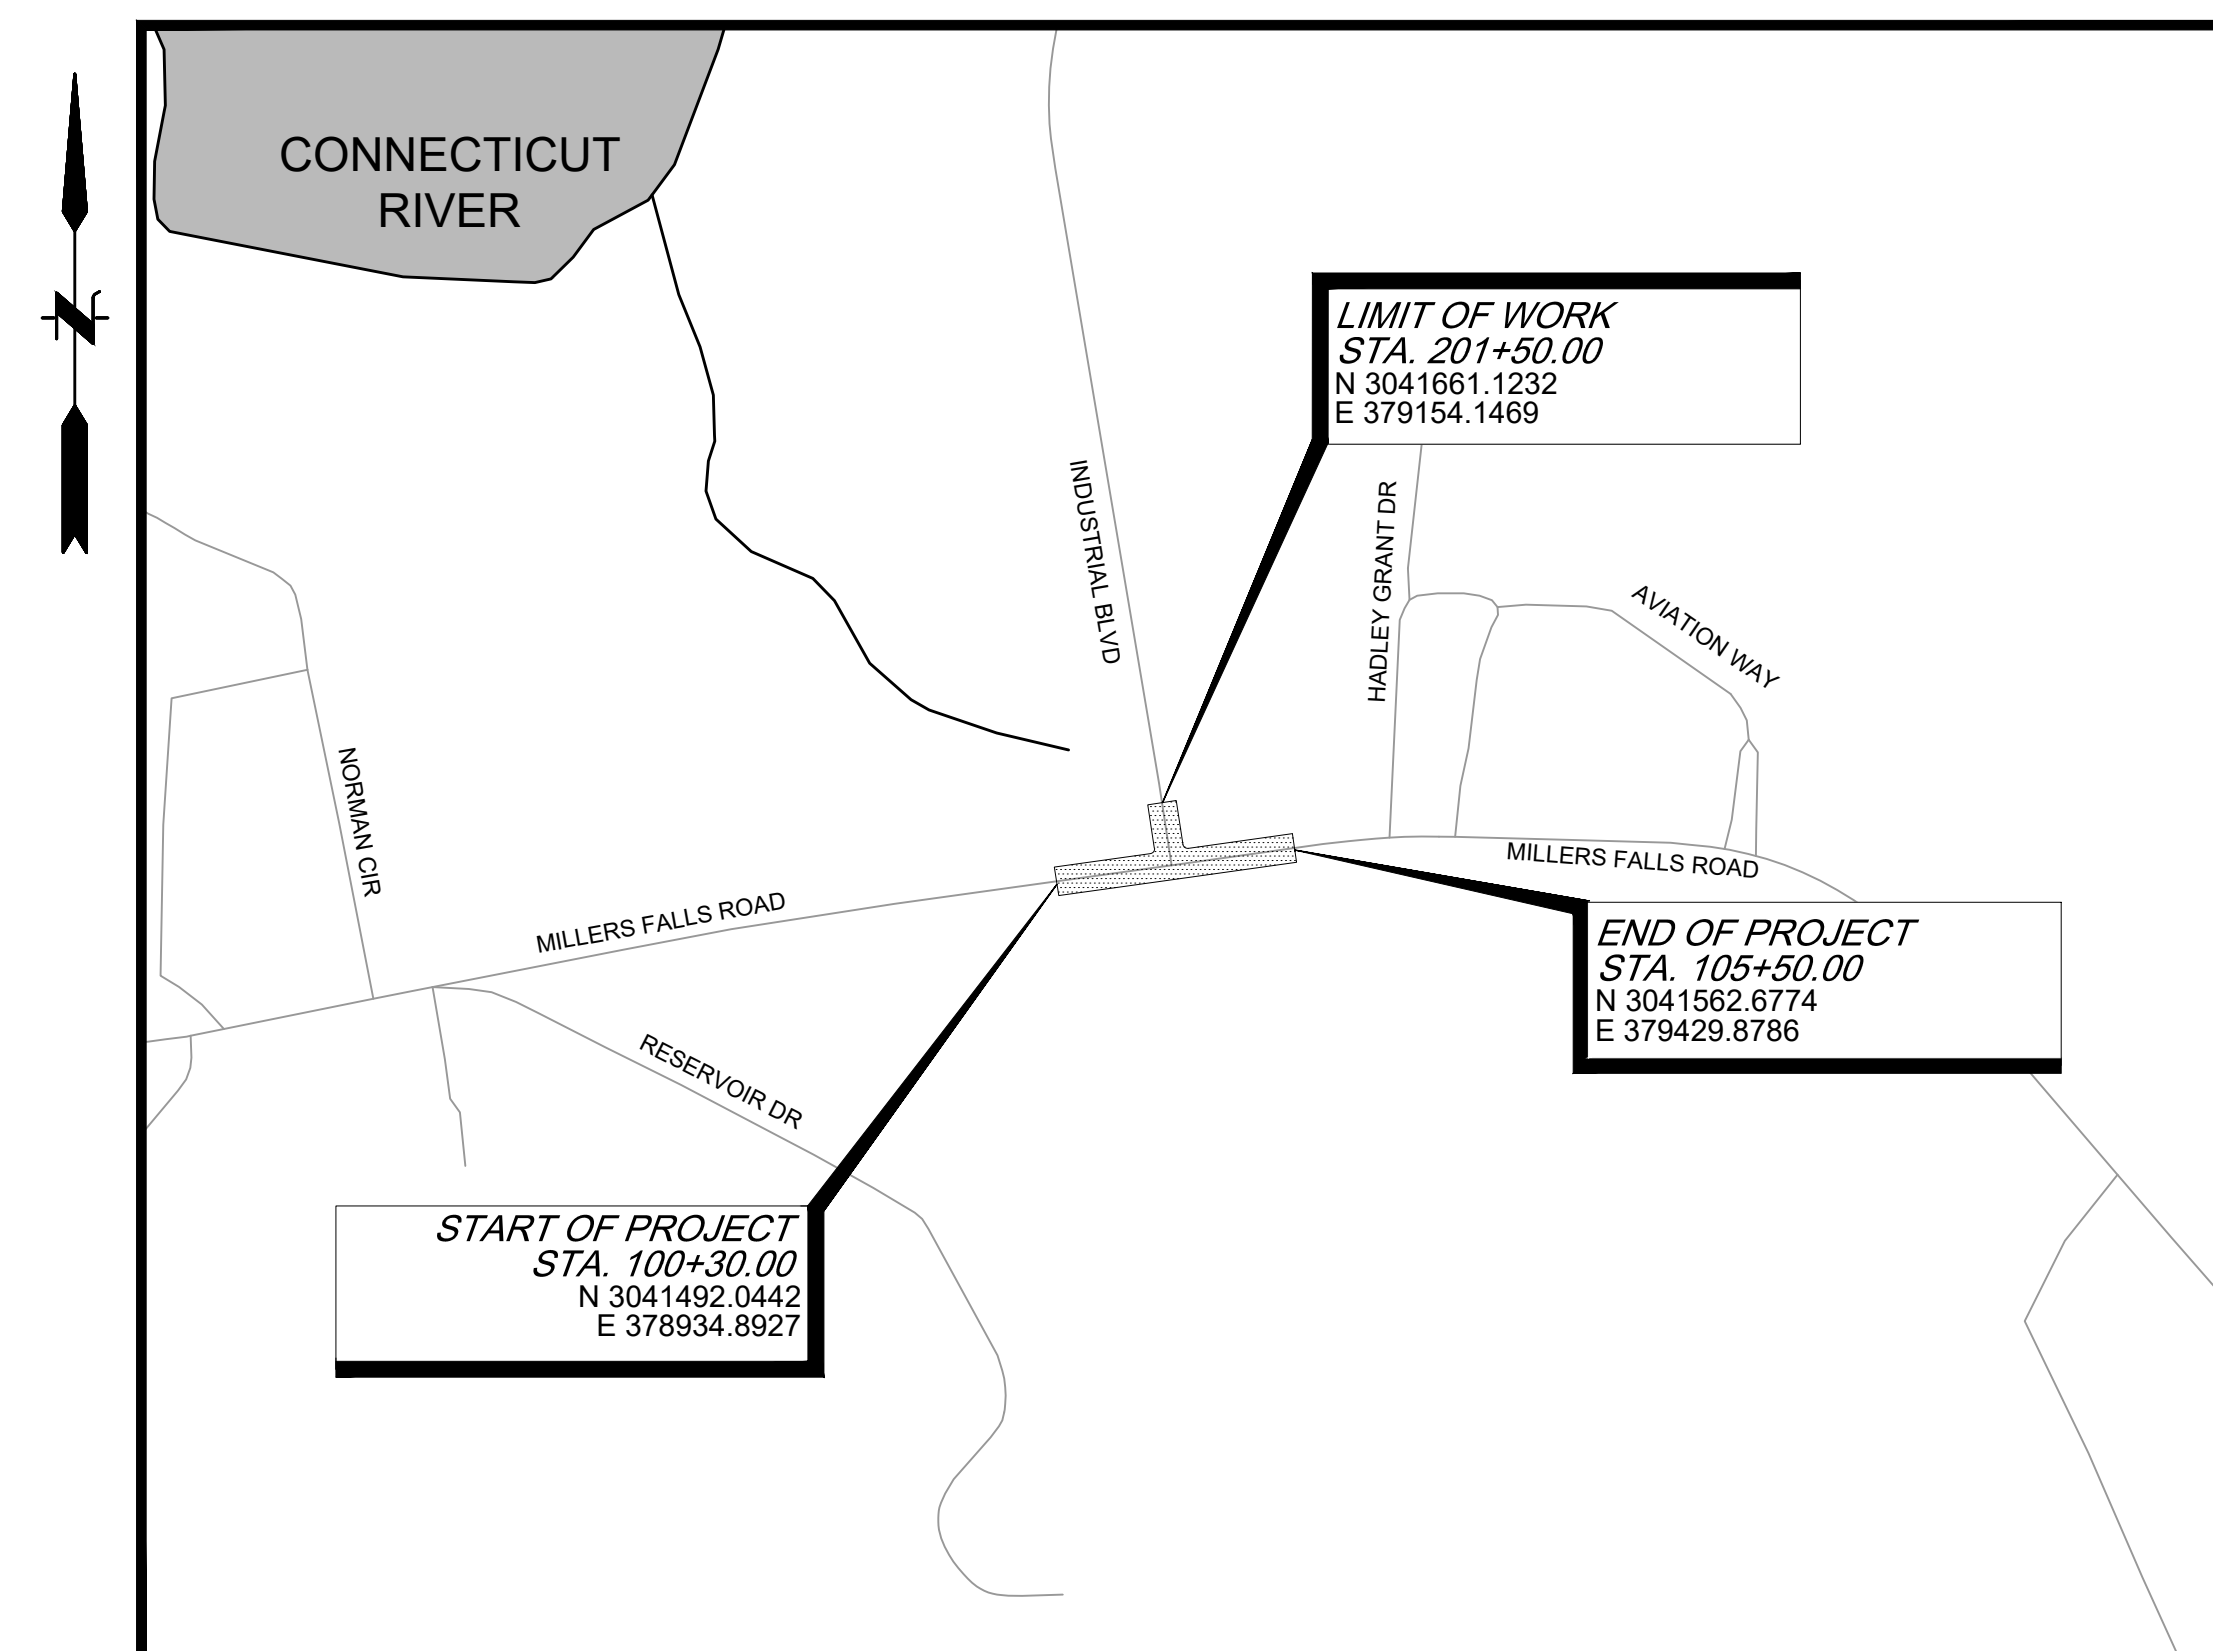 CONNECTICUT
RIVER
N
LIMIT OF WORK
STA. 201+50.00
N 3041661.1232
E 379154.1469
INDUSTRIAL BLVD
HADLEY GRANT DR
AVIATION WAY
NORMAN CIR
MILLERS FALLS ROAD
MILLERS FALLS ROAD
END OF PROJECT
STA. 105+50.00
N 3041562.6774
E 379429.8786
RESERVOIR DR
START OF PROJECT
STA. 100+30.00
N 3041492.0442
E 378934.8927